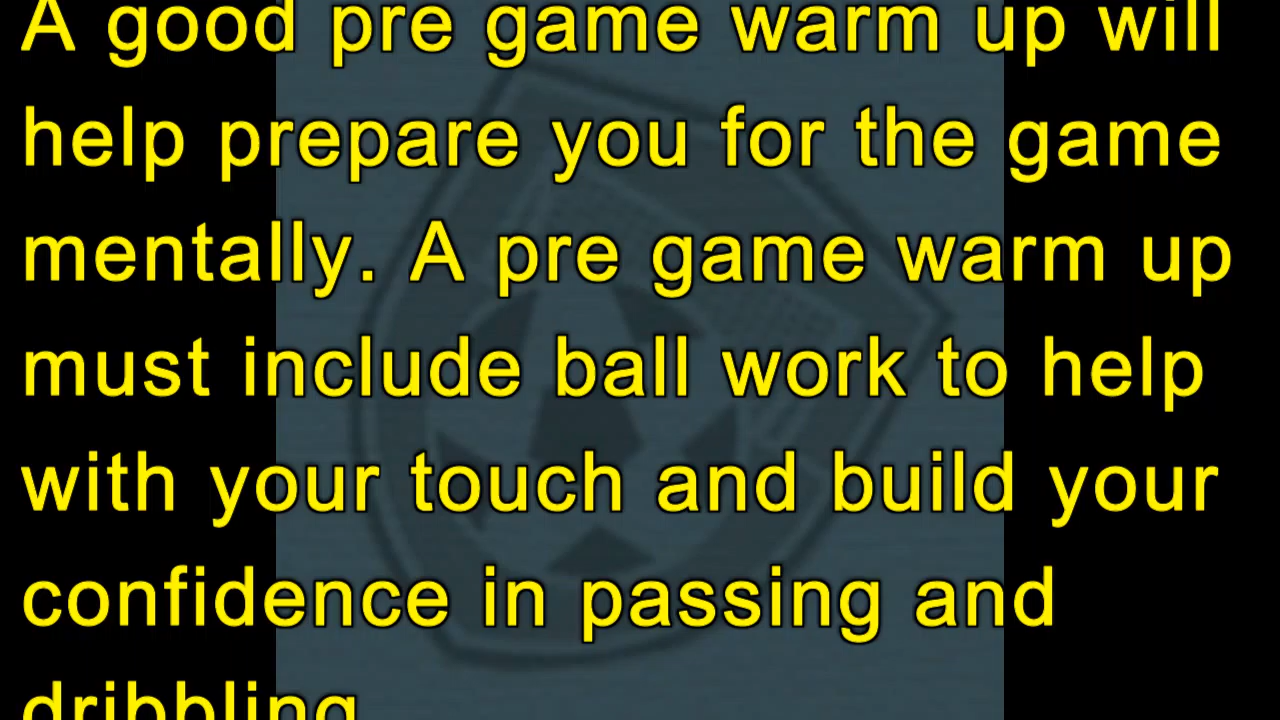 A good pre game warm up will
help prepare you for the game
mentally. A pre game warm up
must include ball work to help
with your touch and build your
confidence in passing and
dribbling